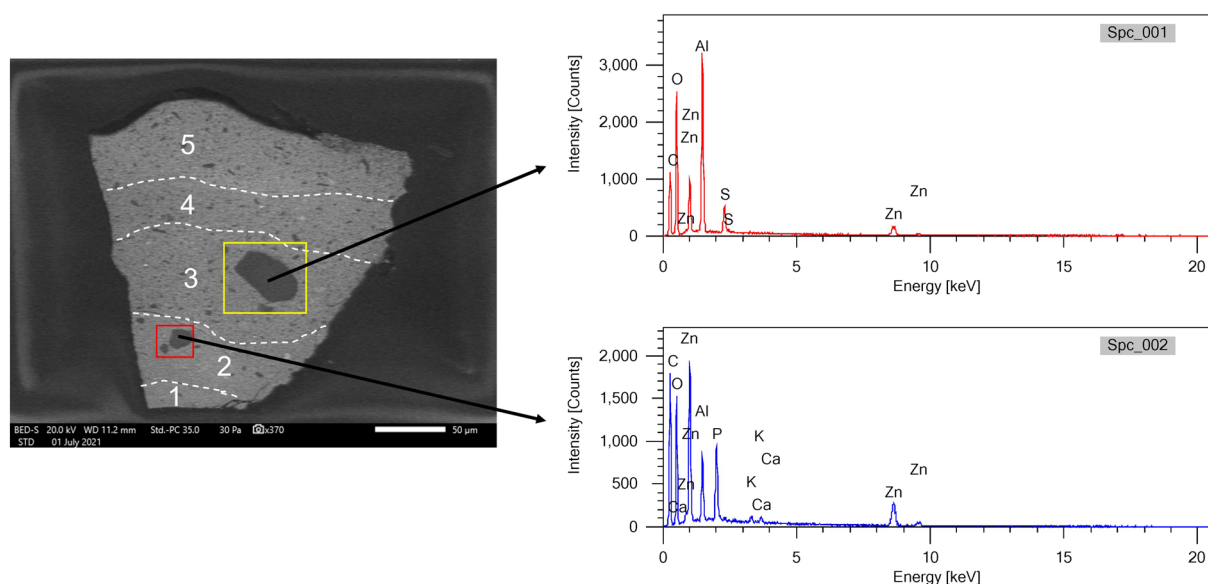 5
4
3
2
1
BED-S 20.0 kV WD 11.2 mm Std.-PC 35.0 30 Pa x370 50 µm
STD 01 July 2021
Spc_001
Intensity [Counts]
3,000
2,000
1,000
0
C
O
Zn
Zn
Zn
Al
S
S
Zn
Zn
0 5 10 15 20
Energy [keV]
Spc_002
Intensity [Counts]
2,000
1,500
1,000
500
0
Zn
C
O
Al
Zn
P
K
Ca
Zn
K
Zn
Zn
Ca
Ca
0 5 10 15 20
Energy [keV]